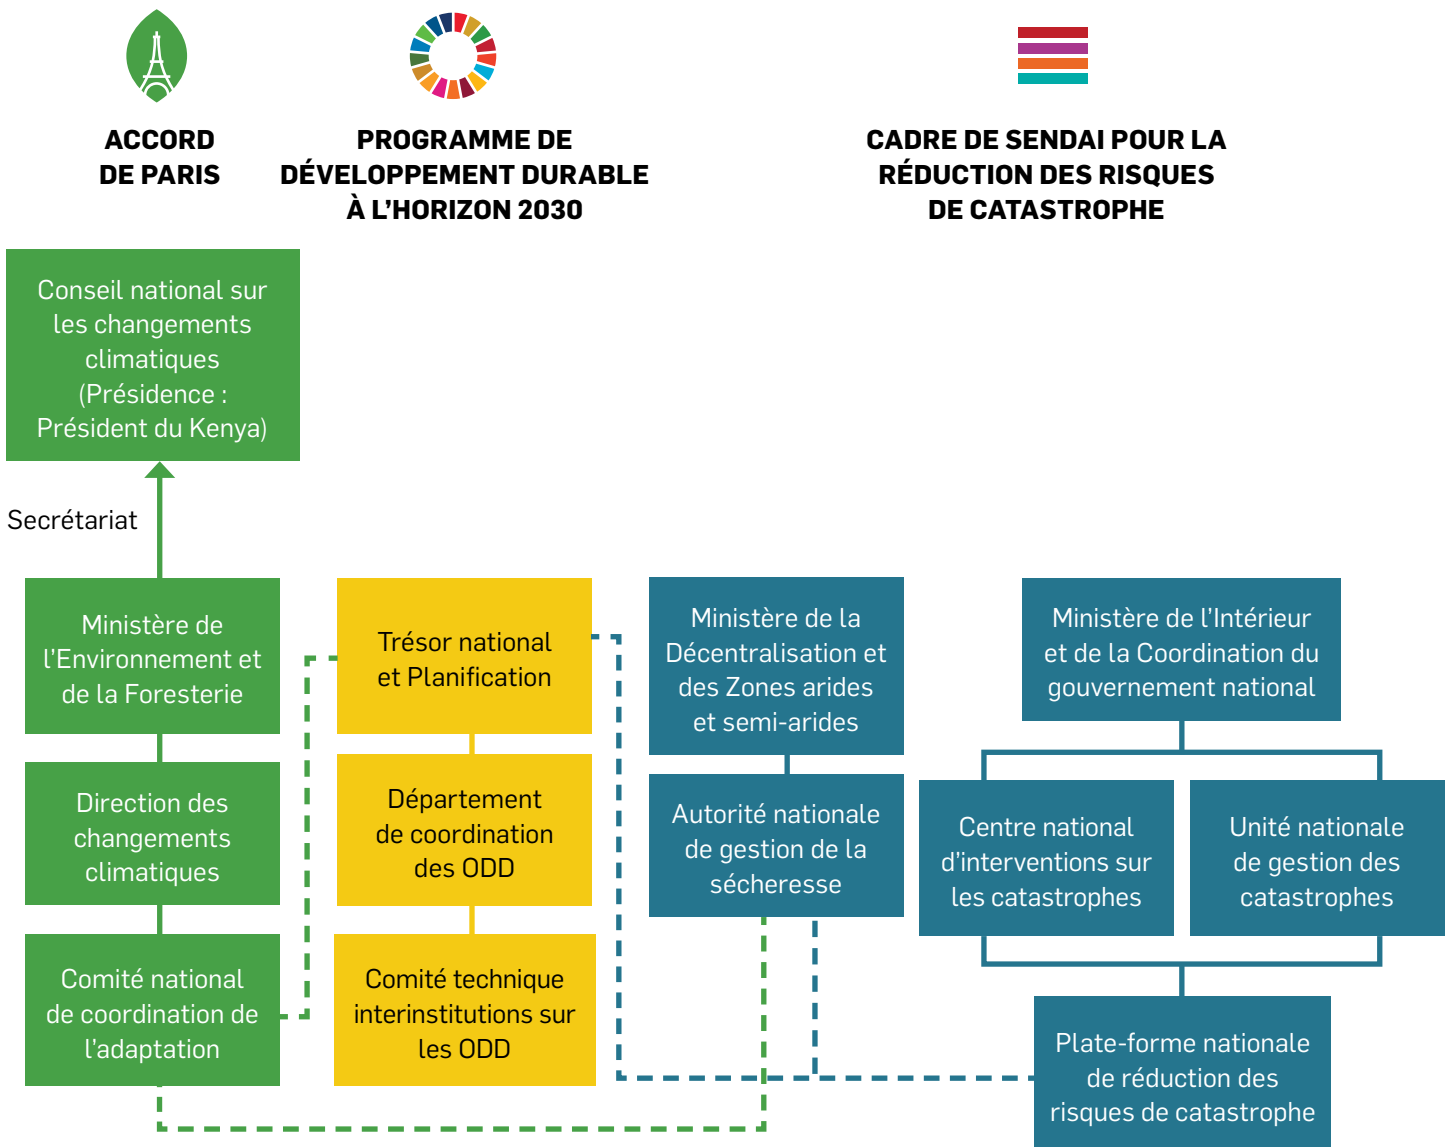 ACCORD
DE PARIS
PROGRAMME DE
DÉVELOPPEMENT DURABLE
À L'HORIZON 2030
CADRE DE SENDAI POUR LA
RÉDUCTION DES RISQUES
DE CATASTROPHE
Conseil national sur
les changements
climatiques
(Présidence :
Président du Kenya)
Secrétariat
Ministère de
l'Environnement et
de la Foresterie
Direction des
changements
climatiques
Comité national
de coordination de
l'adaptation
Trésor national
et Planification
Département
de coordination
des ODD
Comité technique
interinstitutions sur
les ODD
Ministère de la
Décentralisation et
des Zones arides
et semi-arides
Autorité nationale
de gestion de la
sécheresse
Ministère de l'Intérieur
et de la Coordination du
gouvernement national
Centre national
d'interventions sur
les catastrophes
Unité nationale
de gestion des
catastrophes
Plate-forme nationale
de réduction des
risques de catastrophe